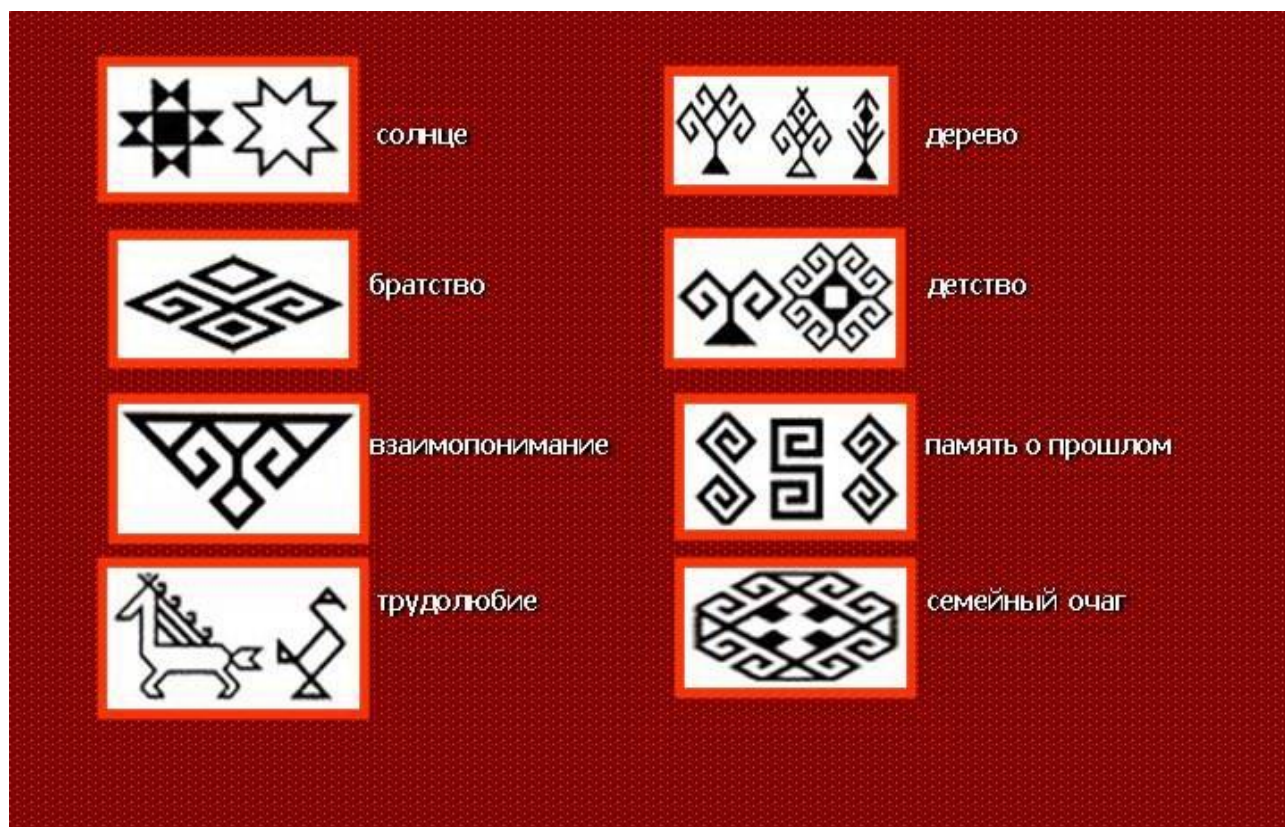 солнце
дерево
братство
детство
взаимопонимание
память о прошлом
трудолюбие
семейный очаг